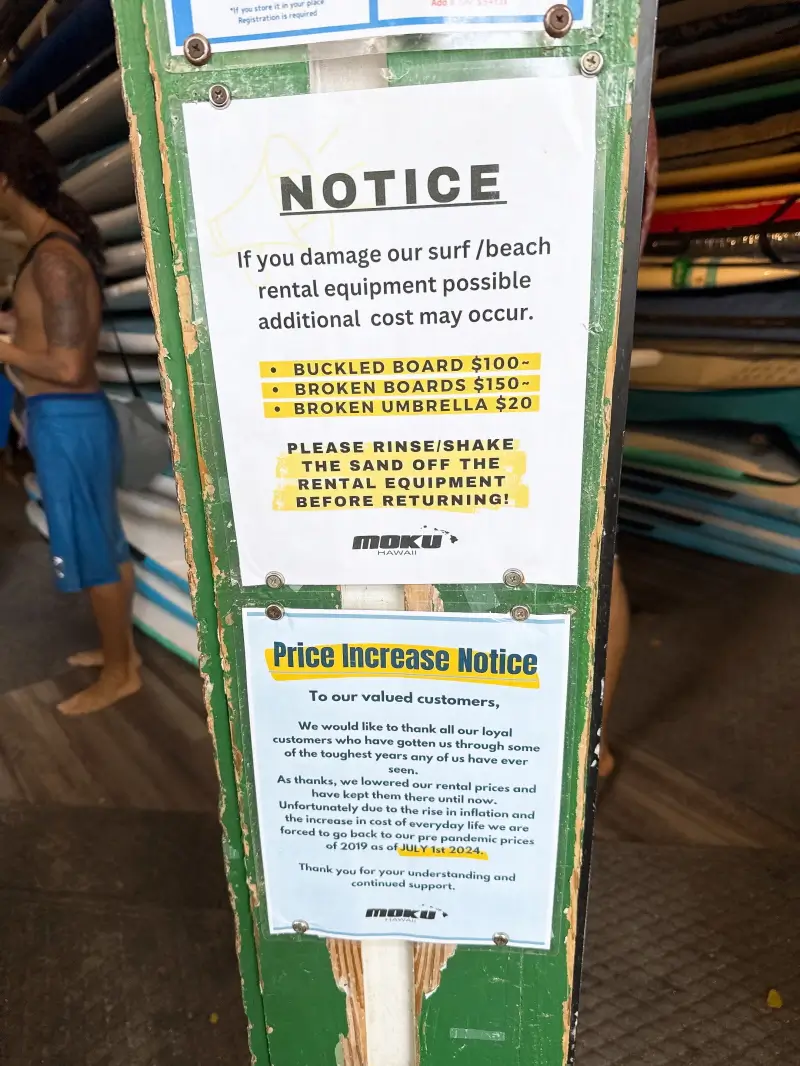 *If you store it in your place
Registration is required
NOTICE
If you damage our surf /beach
rental equipment possible
additional cost may occur.
• BUCKLED BOARD $100~
• BROKEN BOARDS $150~
• BROKEN UMBRELLA $20
PLEASE RINSE/SHAKE
THE SAND OFF THE
RENTAL EQUIPMENT
BEFORE RETURNING!
MOKU
HAWAII
Price Increase Notice
To our valued customers,
We would like to thank all our loyal
customers who have gotten us through some
of the toughest years any of us have ever
seen.
As thanks, we lowered our rental prices and
have kept them there until now.
Unfortunately due to the rise in inflation and
the increase in cost of everyday life we are
forced to go back to our pre pandemic prices
of 2019 as of JULY 1st 2024.
Thank you for your understanding and
continued support.
MOKU
HAWAII